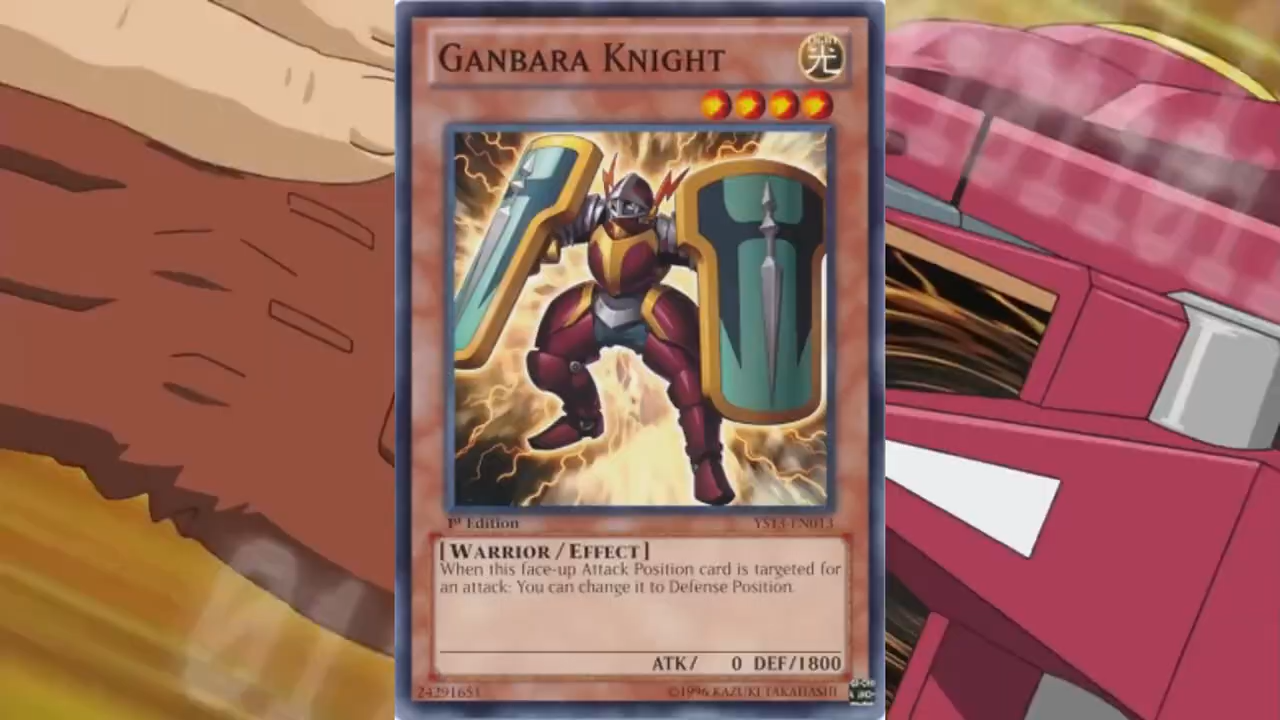 GANBARA KNIGHT
LIGHT
光
1st Edition
YS13-EN013
[WARRIOR / EFFECT]
When this face-up Attack Position card is targeted for
an attack: You can change it to Defense Position.
ATK/ 0 DEF/1800
24291651
©1996 KAZUKI TAKAHASHI